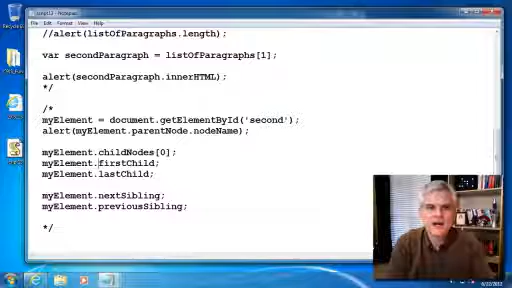 File Edit Format View Help
//alert(listOfParagraphs.length);
var secondParagraph = listOfParagraphs[1];
alert(secondParagraph.innerHTML);
*/
/*
myElement = document.getElementById('second');
alert(myElement.parentNode.nodeName);
myElement.childNodes[0];
myElement.firstChild;
myElement.lastChild;
myElement.nextSibling;
myElement.previousSibling;
*/